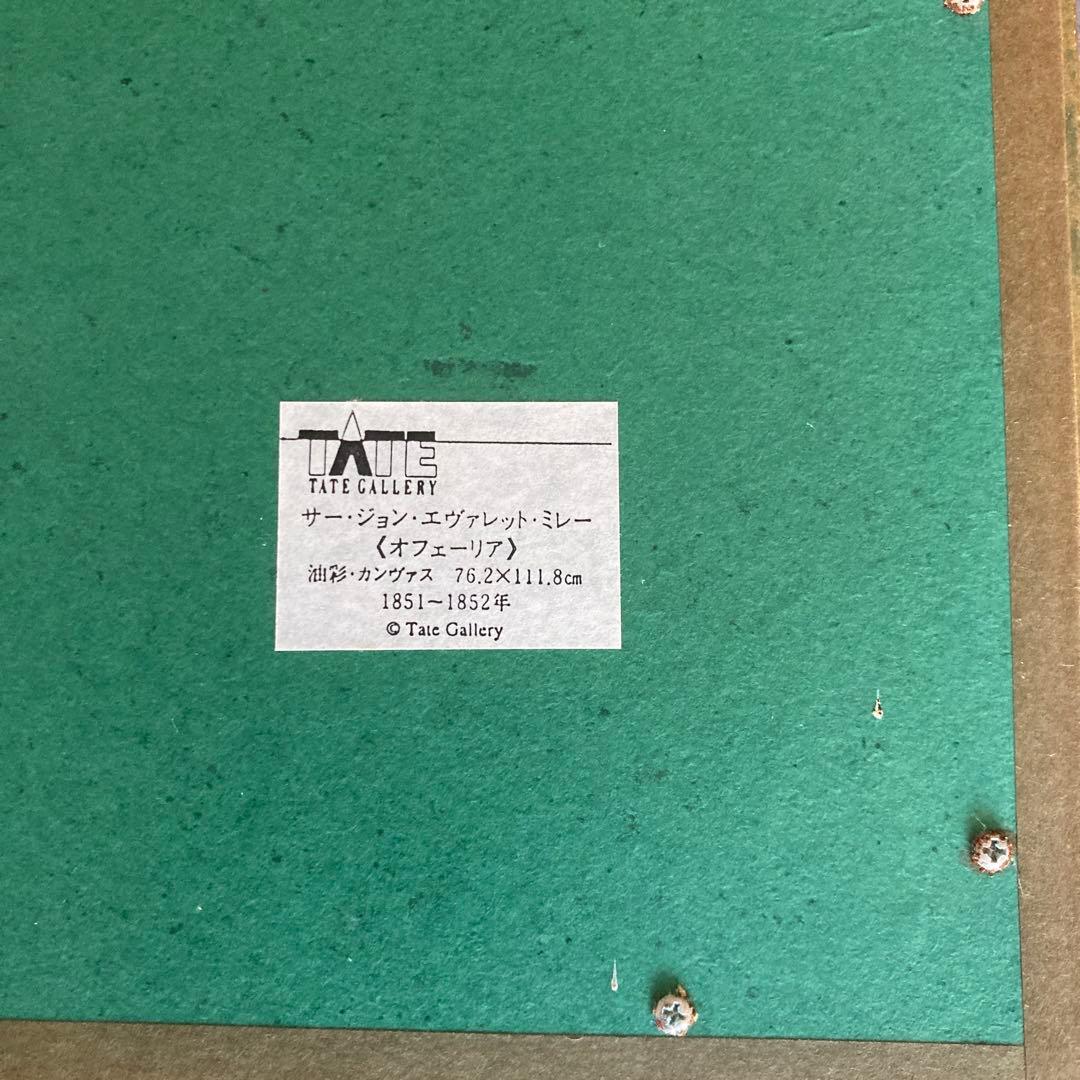 TATE
TATE GALLERY
サー・ジョン・エヴァレット・ミレー
《オフェーリア》
油彩・カンヴァス 76.2×111.8cm
1851~1852年
© Tate Gallery